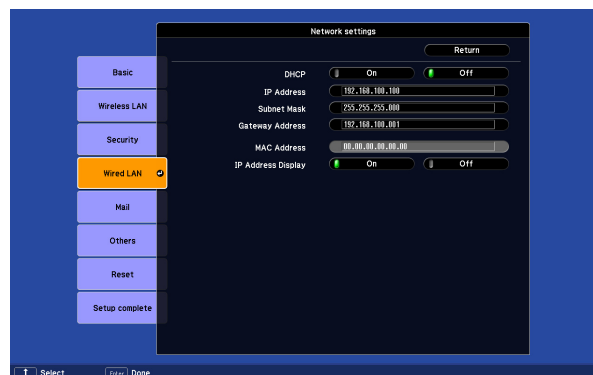 Network settings
Return
Basic
DHCP On Off
IP Address 192.168.100.100
Wireless LAN
Subnet Mask 255.255.255.000
Gateway Address 192.168.100.001
Security
MAC Address 00.00.00.00.00.00
IP Address Display On Off
Wired LAN
Mail
Others
Reset
Setup complete
Select Enter Done